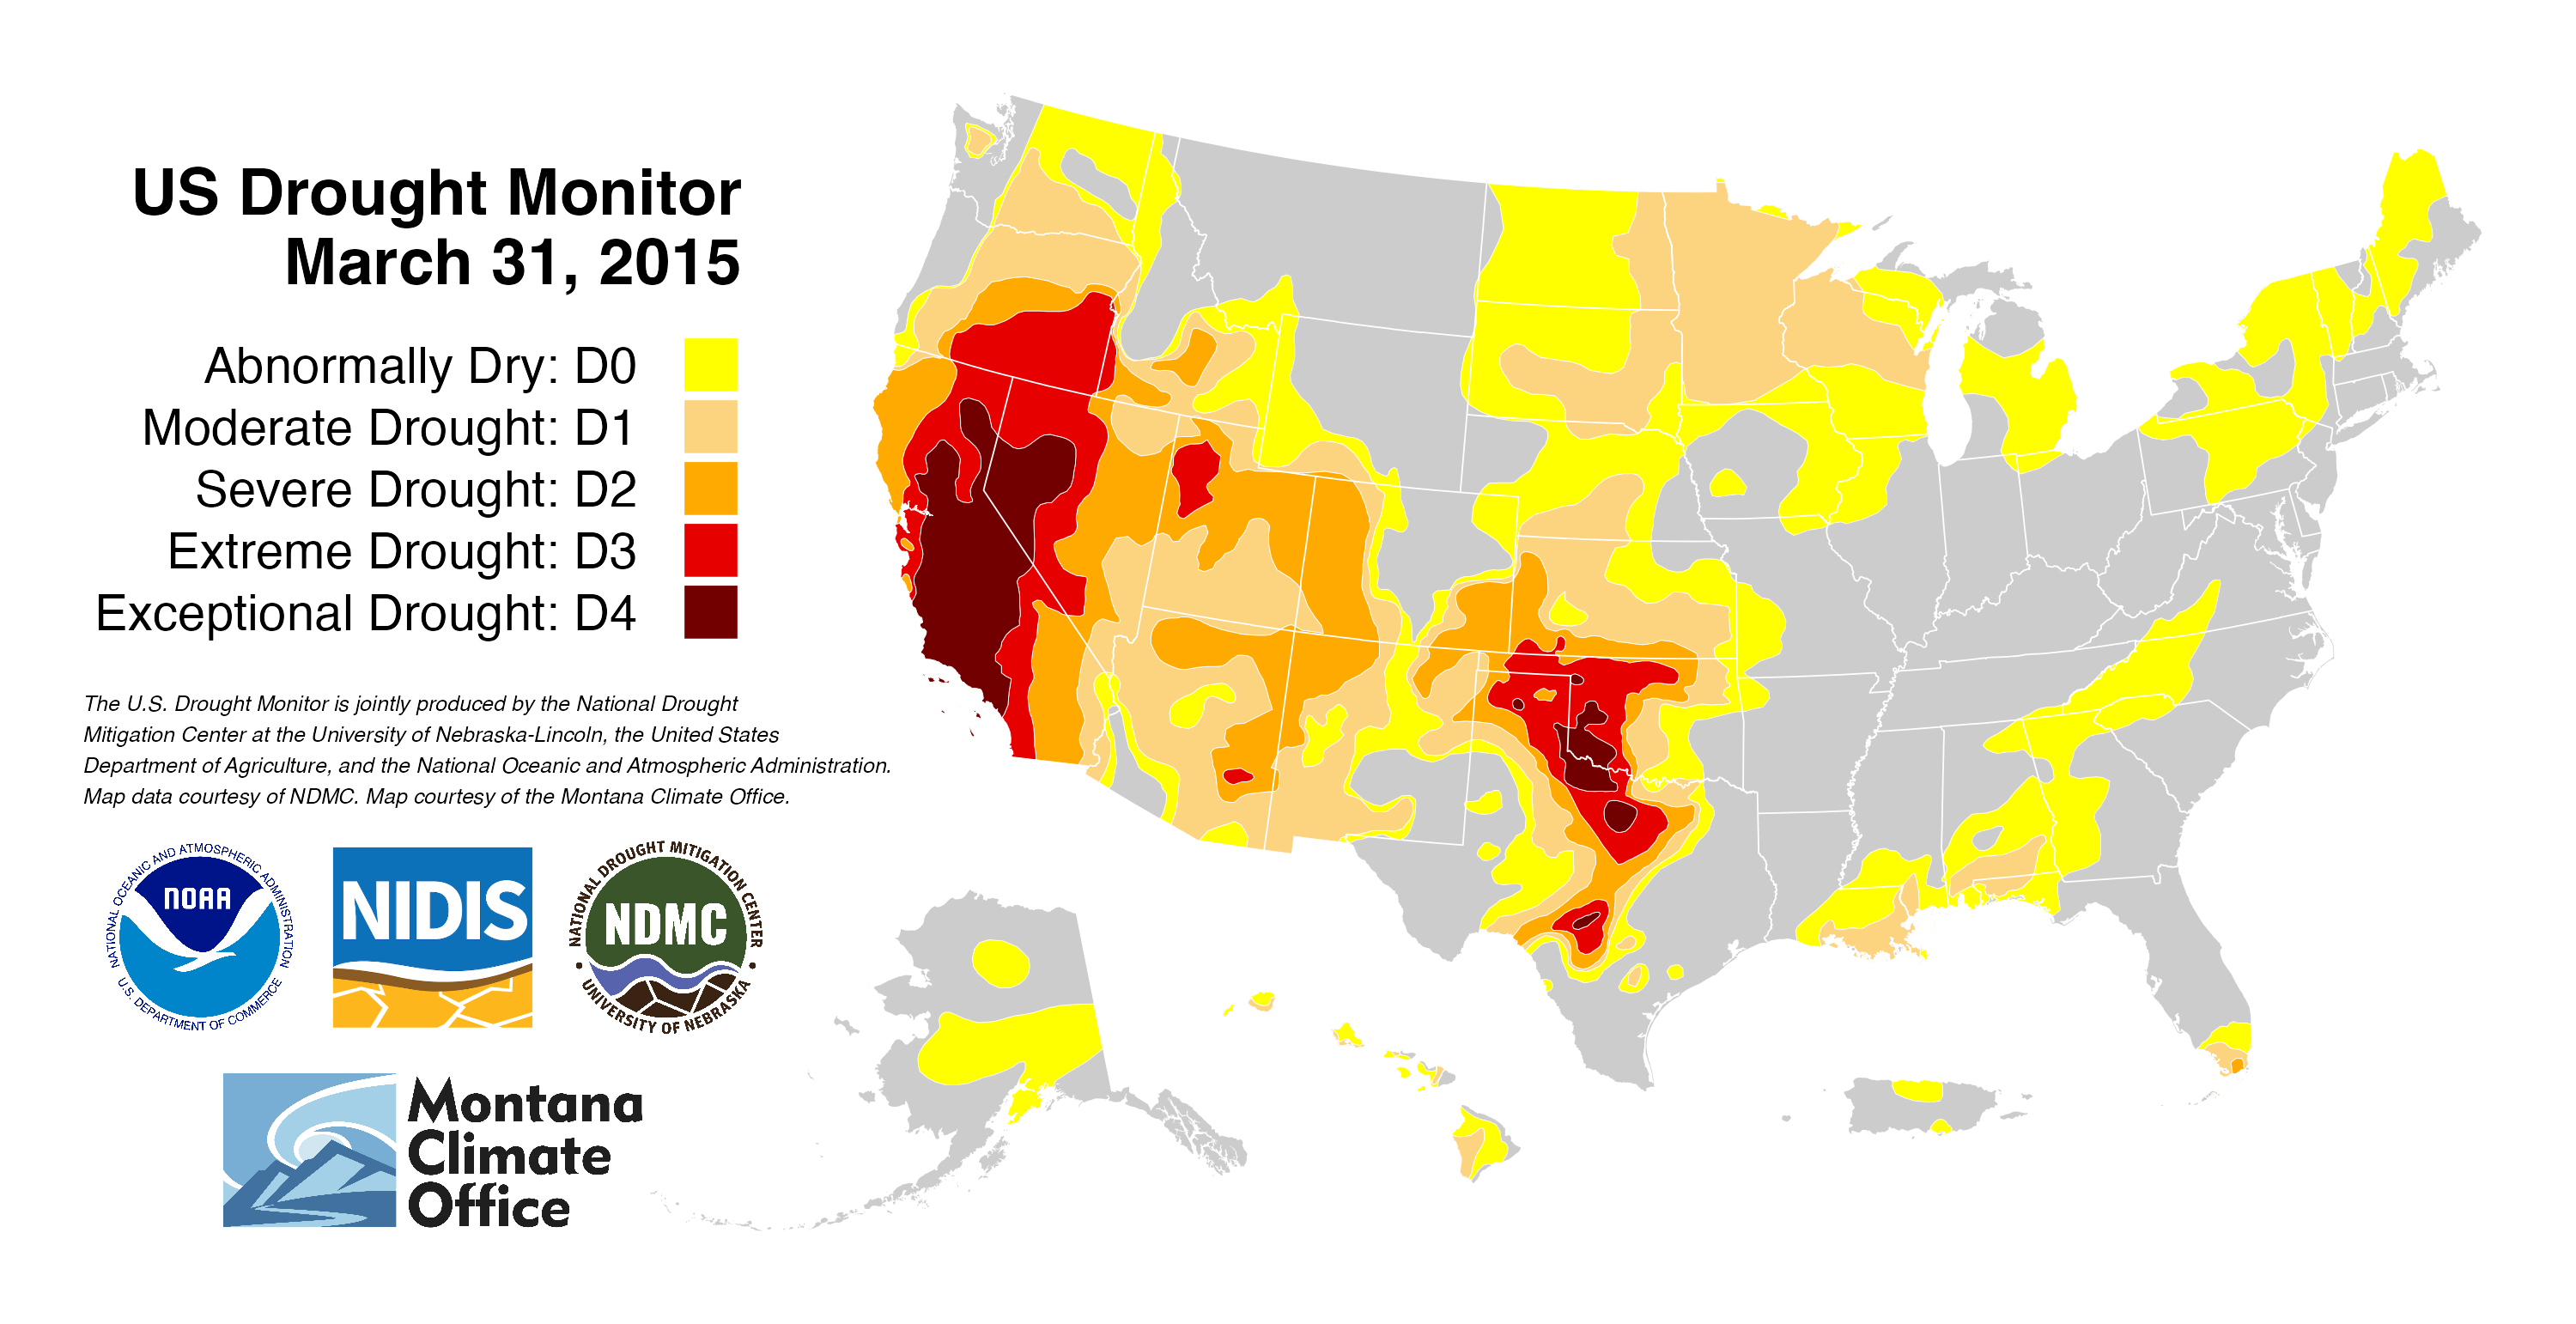 US Drought Monitor
March 31, 2015
Abnormally Dry: D0
Moderate Drought: D1
Severe Drought: D2
Extreme Drought: D3
Exceptional Drought: D4
The U.S. Drought Monitor is jointly produced by the National Drought
Mitigation Center at the University of Nebraska-Lincoln, the United States
Department of Agriculture, and the National Oceanic and Atmospheric Administration.
Map data courtesy of NDMC. Map courtesy of the Montana Climate Office.
NATIONAL OCEANIC AND ATMOSPHERIC ADMINISTRATION
NOAA
U.S. DEPARTMENT OF COMMERCE
NIDIS
NATIONAL DROUGHT MITIGATION CENTER
NDMC
UNIVERSITY OF NEBRASKA
Montana
Climate
Office